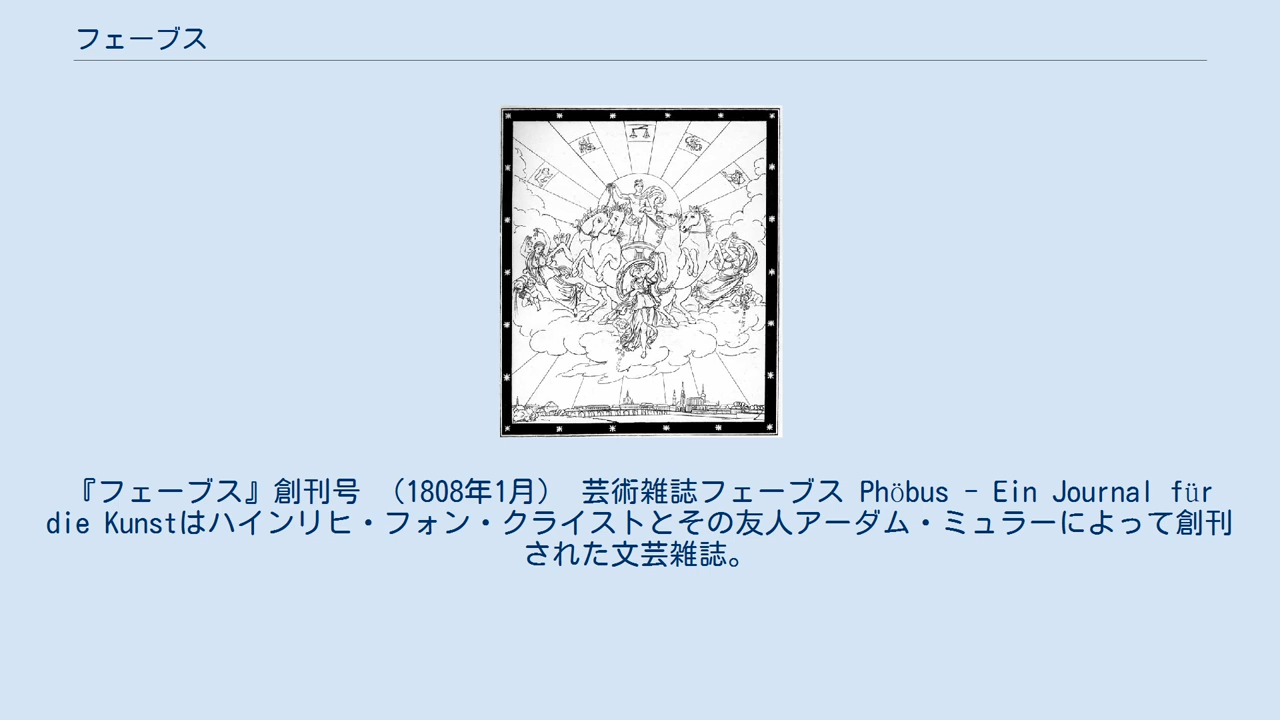 フェーブス
『フェーブス』創刊号 （1808年1月） 芸術雑誌フェーブス Phöbus - Ein Journal für
die Kunstはハインリヒ・フォン・クライストとその友人アーダム・ミュラーによって創刊
された文芸雑誌。